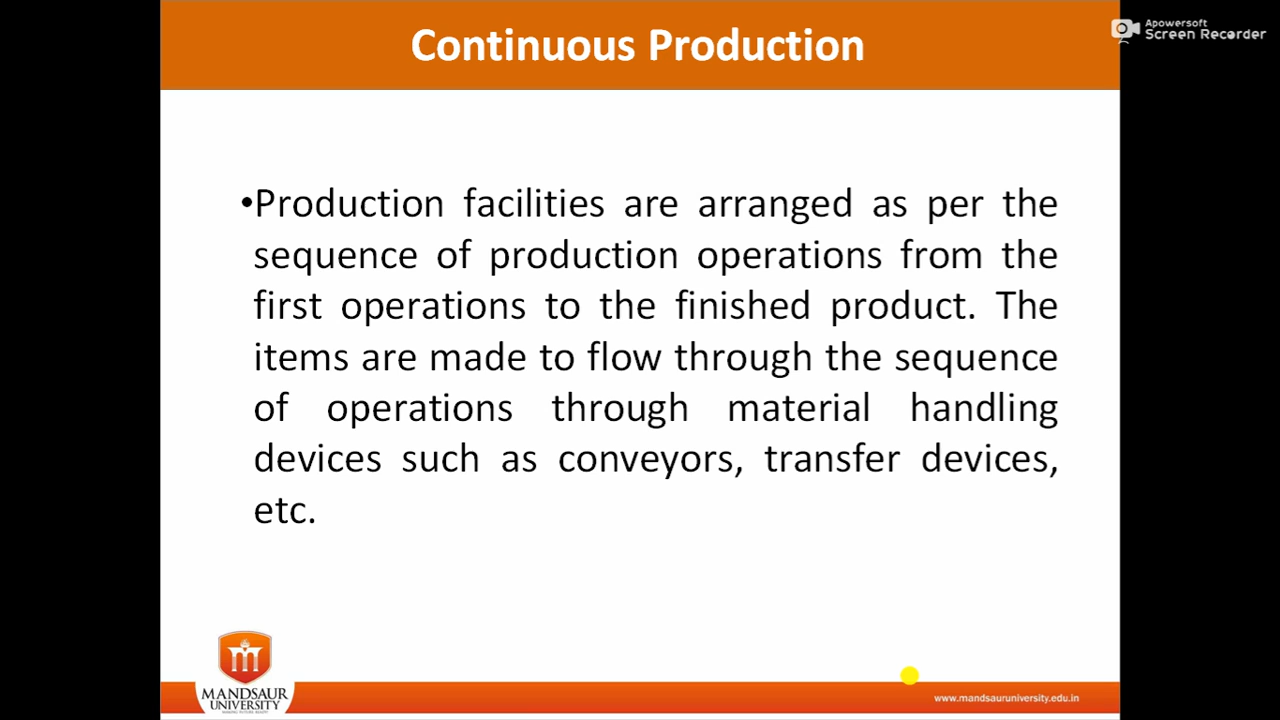 Continuous Production
Apowersoft
Screen Recorder
•Production facilities are arranged as per the
sequence of production operations from the
first operations to the finished product. The
items are made to flow through the sequence
of operations through material handling
devices such as conveyors, transfer devices,
etc.
MANDSAUR
UNIVERSITY
www.mandsauruniversity.edu.in